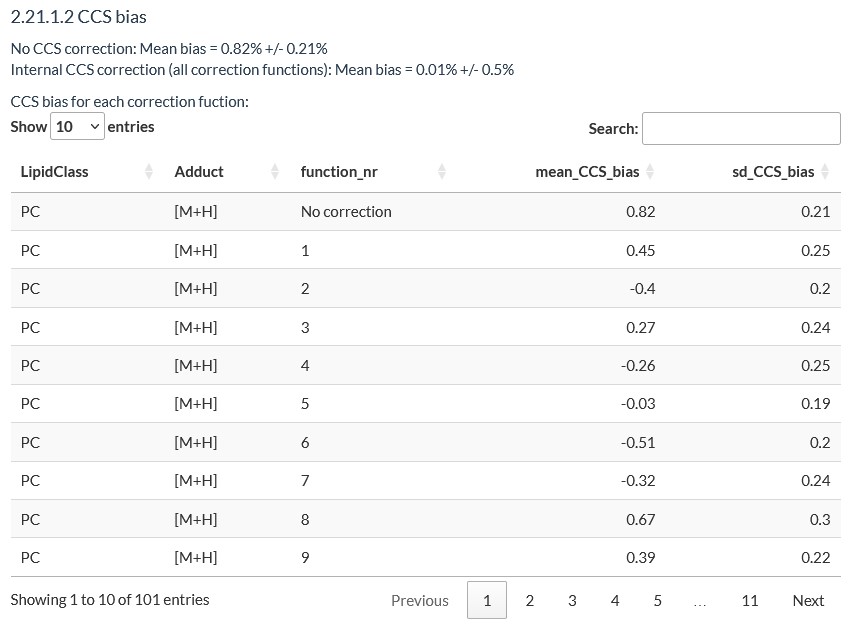 2.21.1.2 CCS bias
No CCS correction: Mean bias = 0.82% +/- 0.21%
Internal CCS correction (all correction functions): Mean bias = 0.01% +/- 0.5%
CCS bias for each correction fuction:
Show 10 entries Search:
LipidClass Adduct function_nr mean_CCS_bias sd_CCS_bias
PC [M+H] No correction 0.82 0.21
PC [M+H] 1 0.45 0.25
PC [M+H] 2 -0.4 0.2
PC [M+H] 3 0.27 0.24
PC [M+H] 4 -0.26 0.25
PC [M+H] 5 -0.03 0.19
PC [M+H] 6 -0.51 0.2
PC [M+H] 7 -0.32 0.24
PC [M+H] 8 0.67 0.3
PC [M+H] 9 0.39 0.22
Showing 1 to 10 of 101 entries Previous 1 2 3 4 5 … 11 Next